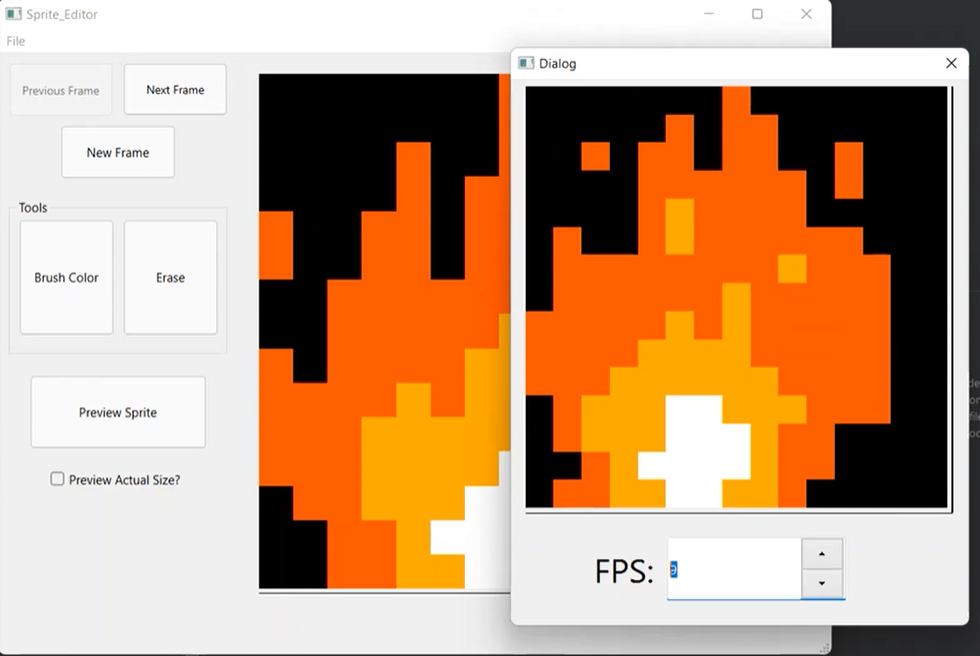 Sprite_Editor
File
Previous Frame
Next Frame
New Frame
Tools
Brush Color
Erase
Preview Sprite
Preview Actual Size?
Dialog
FPS: